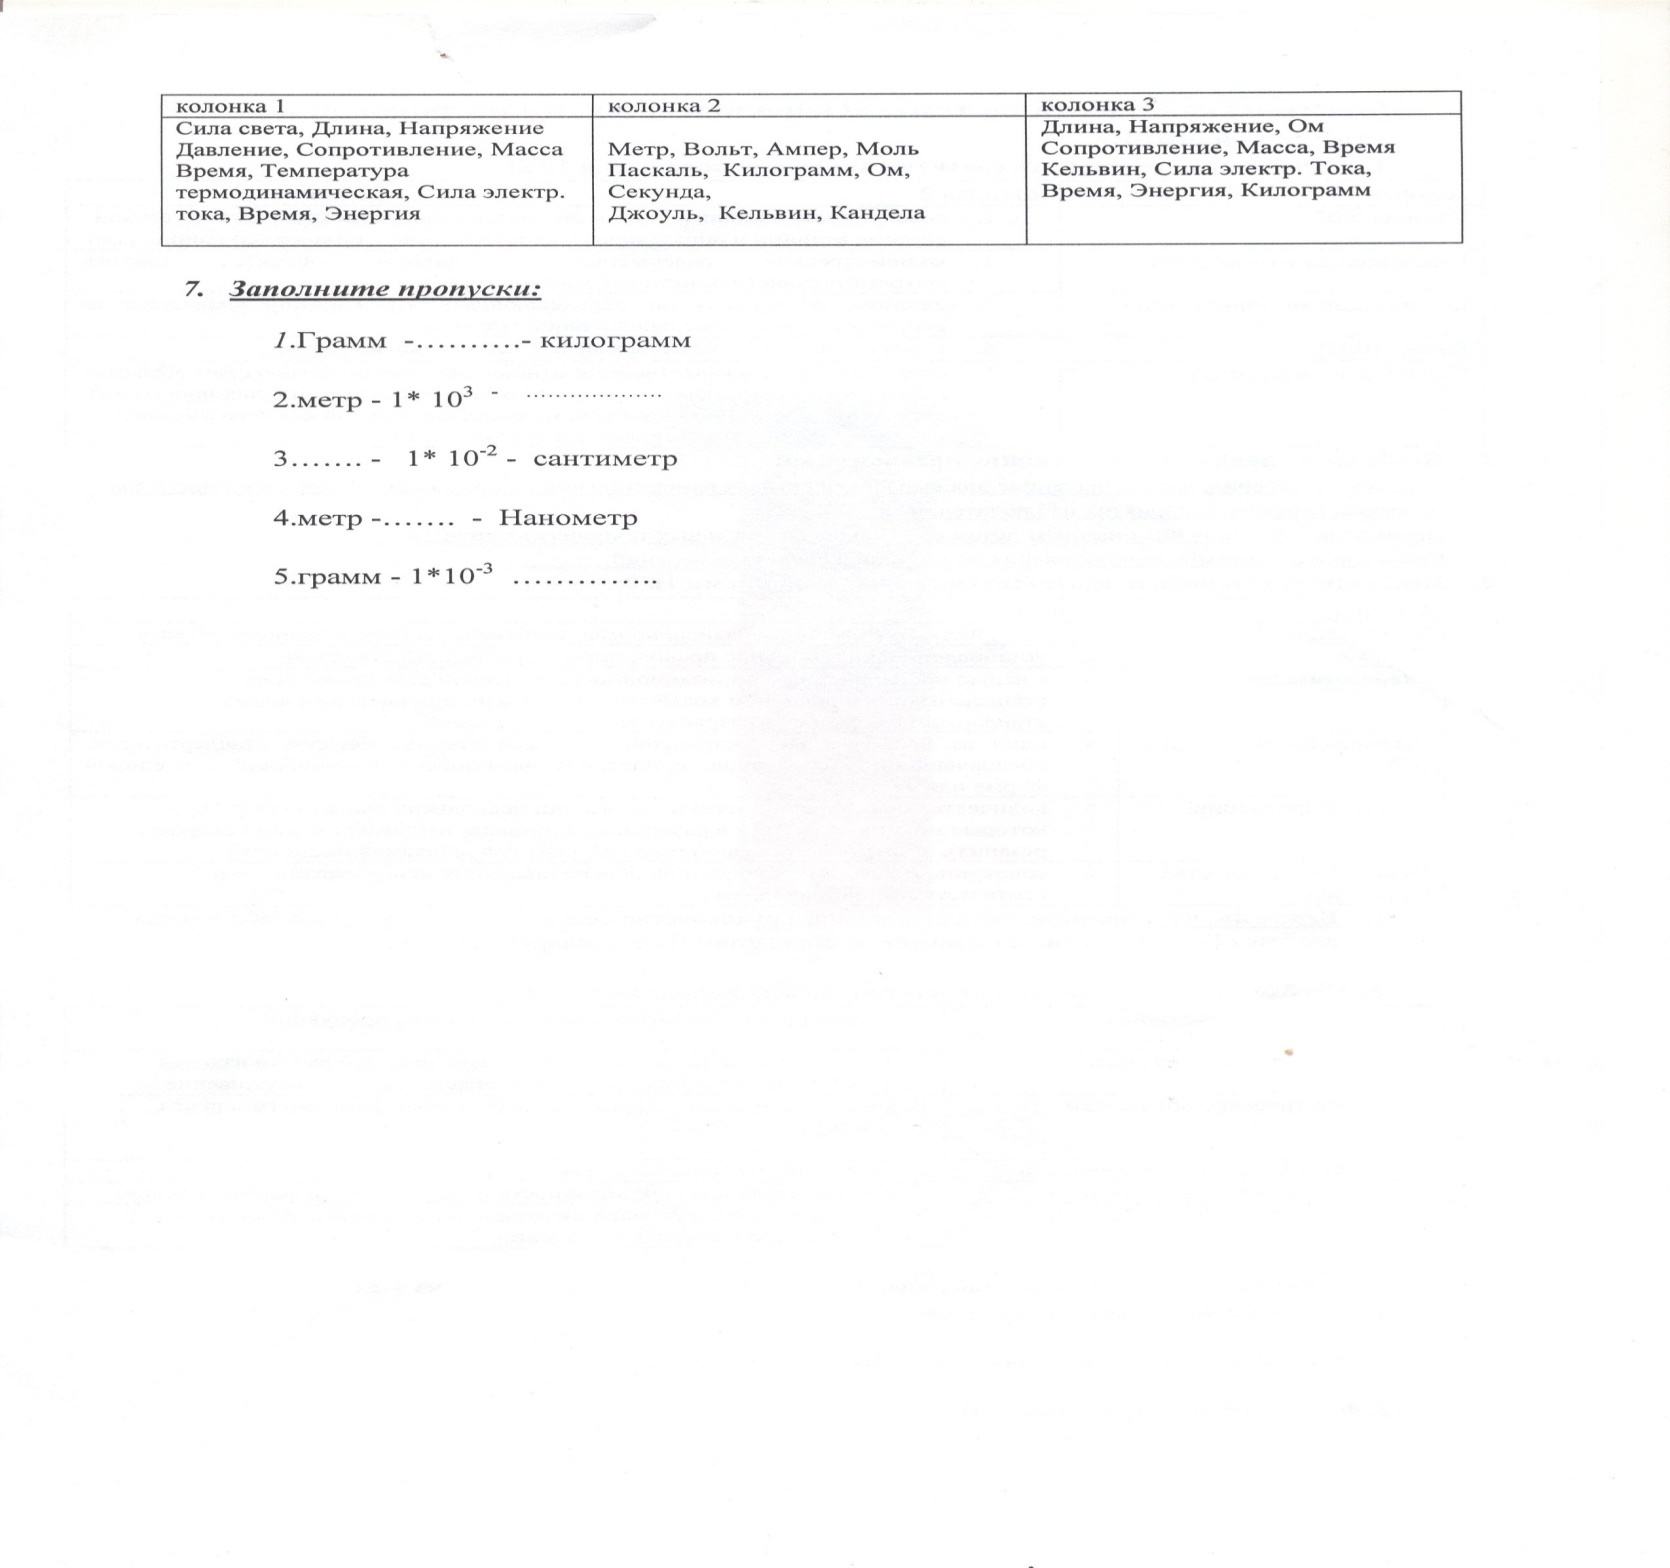 колонка 1
колонка 2
колонка 3
Сила света, Длина, Напряжение
Давление, Сопротивление, Масса
Время, Температура
термодинамическая, Сила электр.
тока, Время, Энергия
Метр, Вольт, Ампер, Моль
Паскаль, Килограмм, Ом,
Секунда,
Джоуль, Кельвин, Кандела
Длина, Напряжение, Ом
Сопротивление, Масса, Время
Кельвин, Сила электр. Тока,
Время, Энергия, Килограмм
7. Заполните пропуски:
1.Грамм -..........- килограмм
2.метр - 1* 10³ - ...................
3....... - 1* 10⁻² - сантиметр
4.метр -....... - Нанометр
5.грамм - 1*10⁻³ ..............